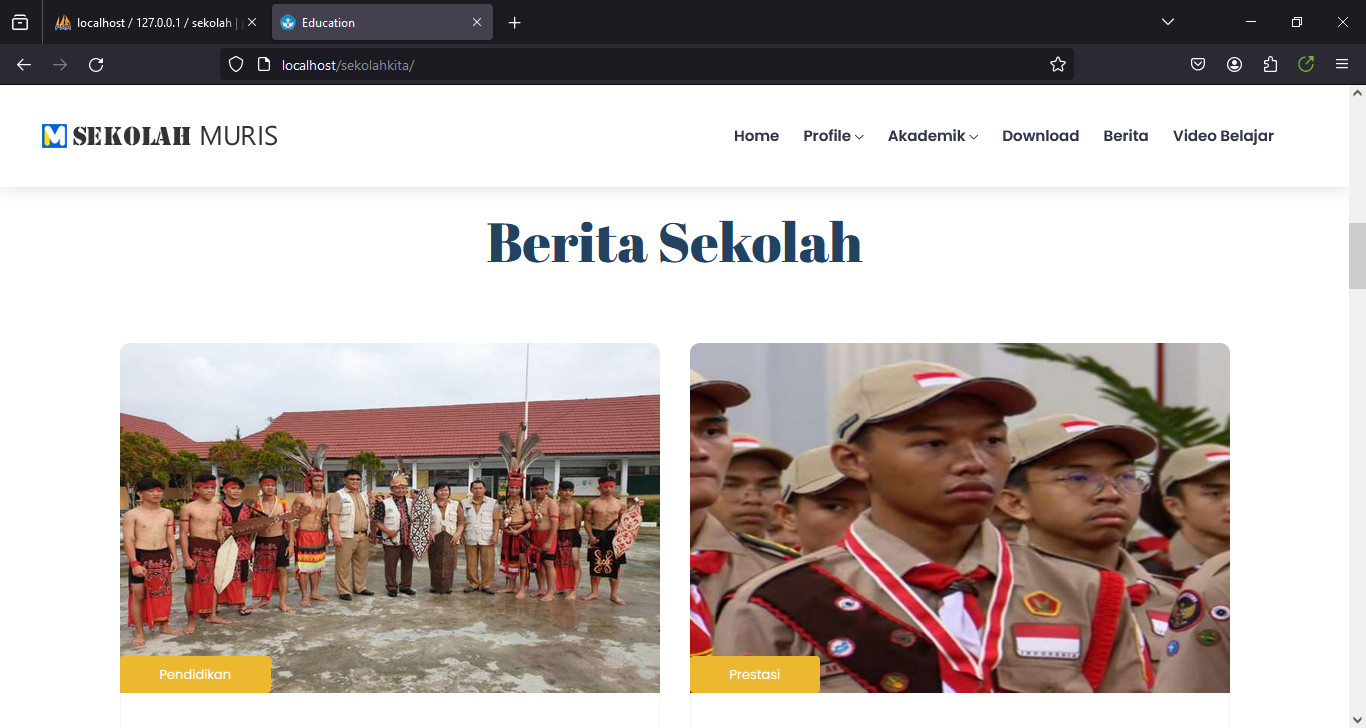 localhost / 127.0.0.1 / sekolah |
Education
localhost/sekolahkita/
M SEKOLAH MURIS
Home Profile Akademik Download Berita Video Belajar
Berita Sekolah
INDONESIA
Pendidikan
Prestasi